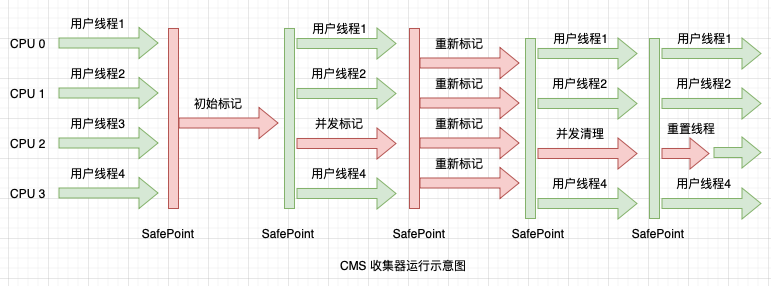 用户线程1
用户线程1
重新标记
用户线程1
用户线程1
CPU 0
用户线程2
用户线程2
重新标记
用户线程2
用户线程2
CPU 1
初始标记
用户线程3
并发标记
重新标记
并发清理
重置线程
CPU 2
用户线程4
用户线程4
重新标记
用户线程4
用户线程4
CPU 3
SafePoint
SafePoint
SafePoint
SafePoint
SafePoint
CMS 收集器运行示意图